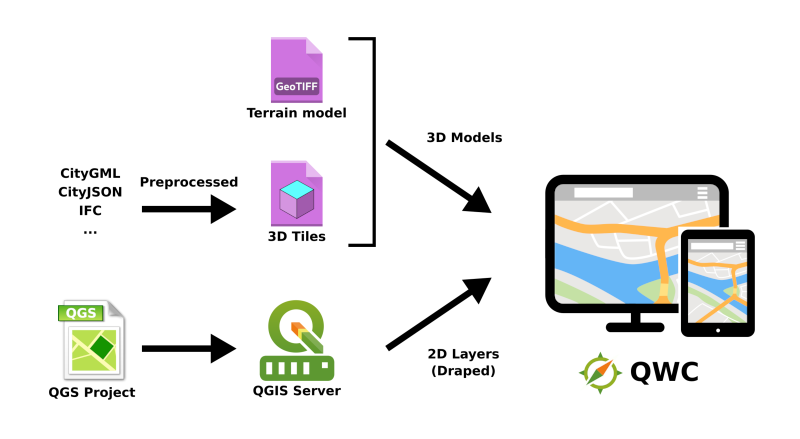 GeoTIFF
Terrain model
3D Models
CityGML
CityJSON
IFC
...
Preprocessed
3D Tiles
QGS
QGS Project
QGIS Server
2D Layers
(Draped)
QWC